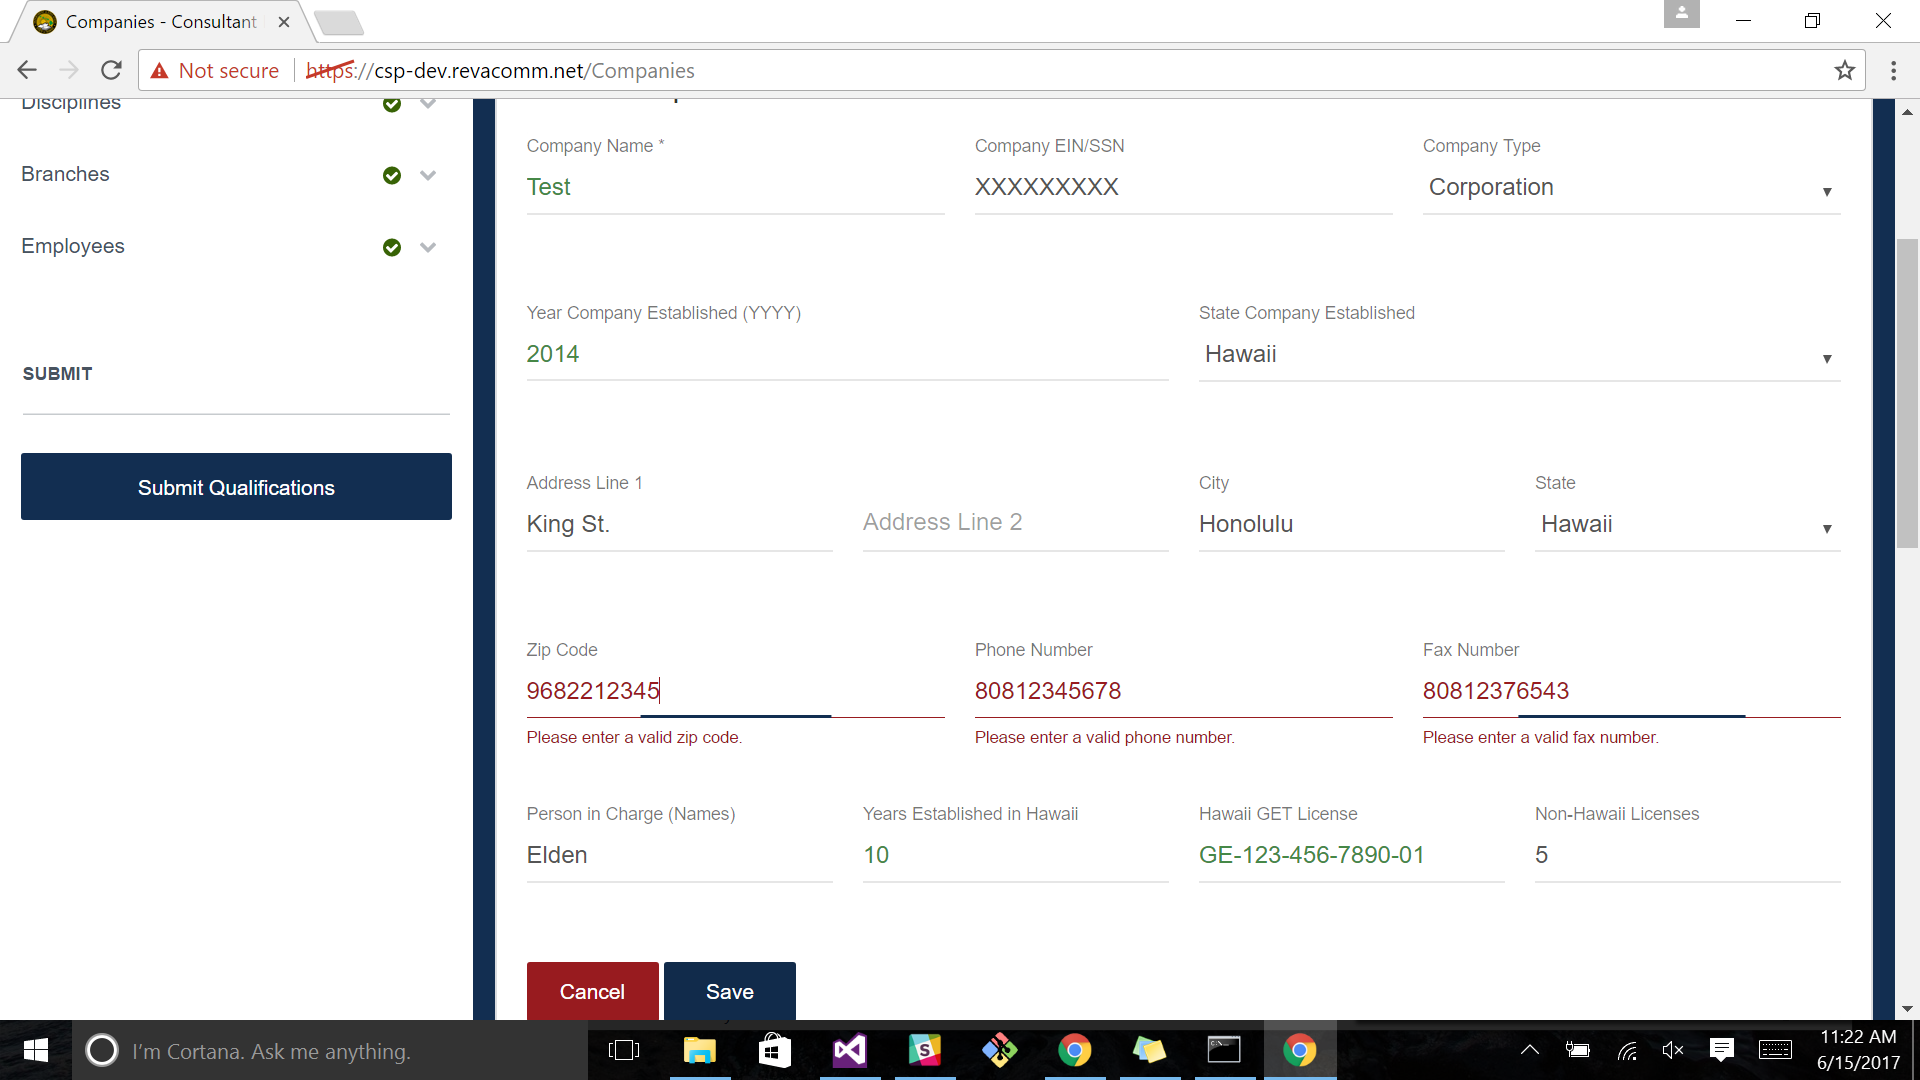 Companies - Consultant
Not secure
https://csp-dev.revacomm.net/Companies
Disciplines
Branches
Employees
SUBMIT
Submit Qualifications
Company Name *
Company EIN/SSN
Company Type
Test
XXXXXXXXX
Corporation
Year Company Established (YYYY)
State Company Established
2014
Hawaii
Address Line 1
City
State
King St.
Address Line 2
Honolulu
Hawaii
Zip Code
Phone Number
Fax Number
9682212345
80812345678
80812376543
Please enter a valid zip code.
Please enter a valid phone number.
Please enter a valid fax number.
Person in Charge (Names)
Years Established in Hawaii
Hawaii GET License
Non-Hawaii Licenses
Elden
10
GE-123-456-7890-01
5
Cancel
Save
I'm Cortana. Ask me anything.
11:22 AM
6/15/2017